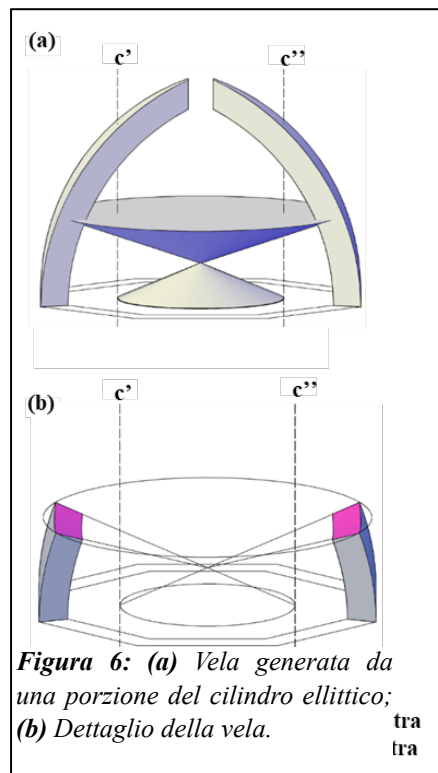 (a)
c’
c’’
(b)
c’
c’’
Figura 6: (a) Vela generata da
una porzione del cilindro ellittico;
(b) Dettaglio della vela.
tra
tra